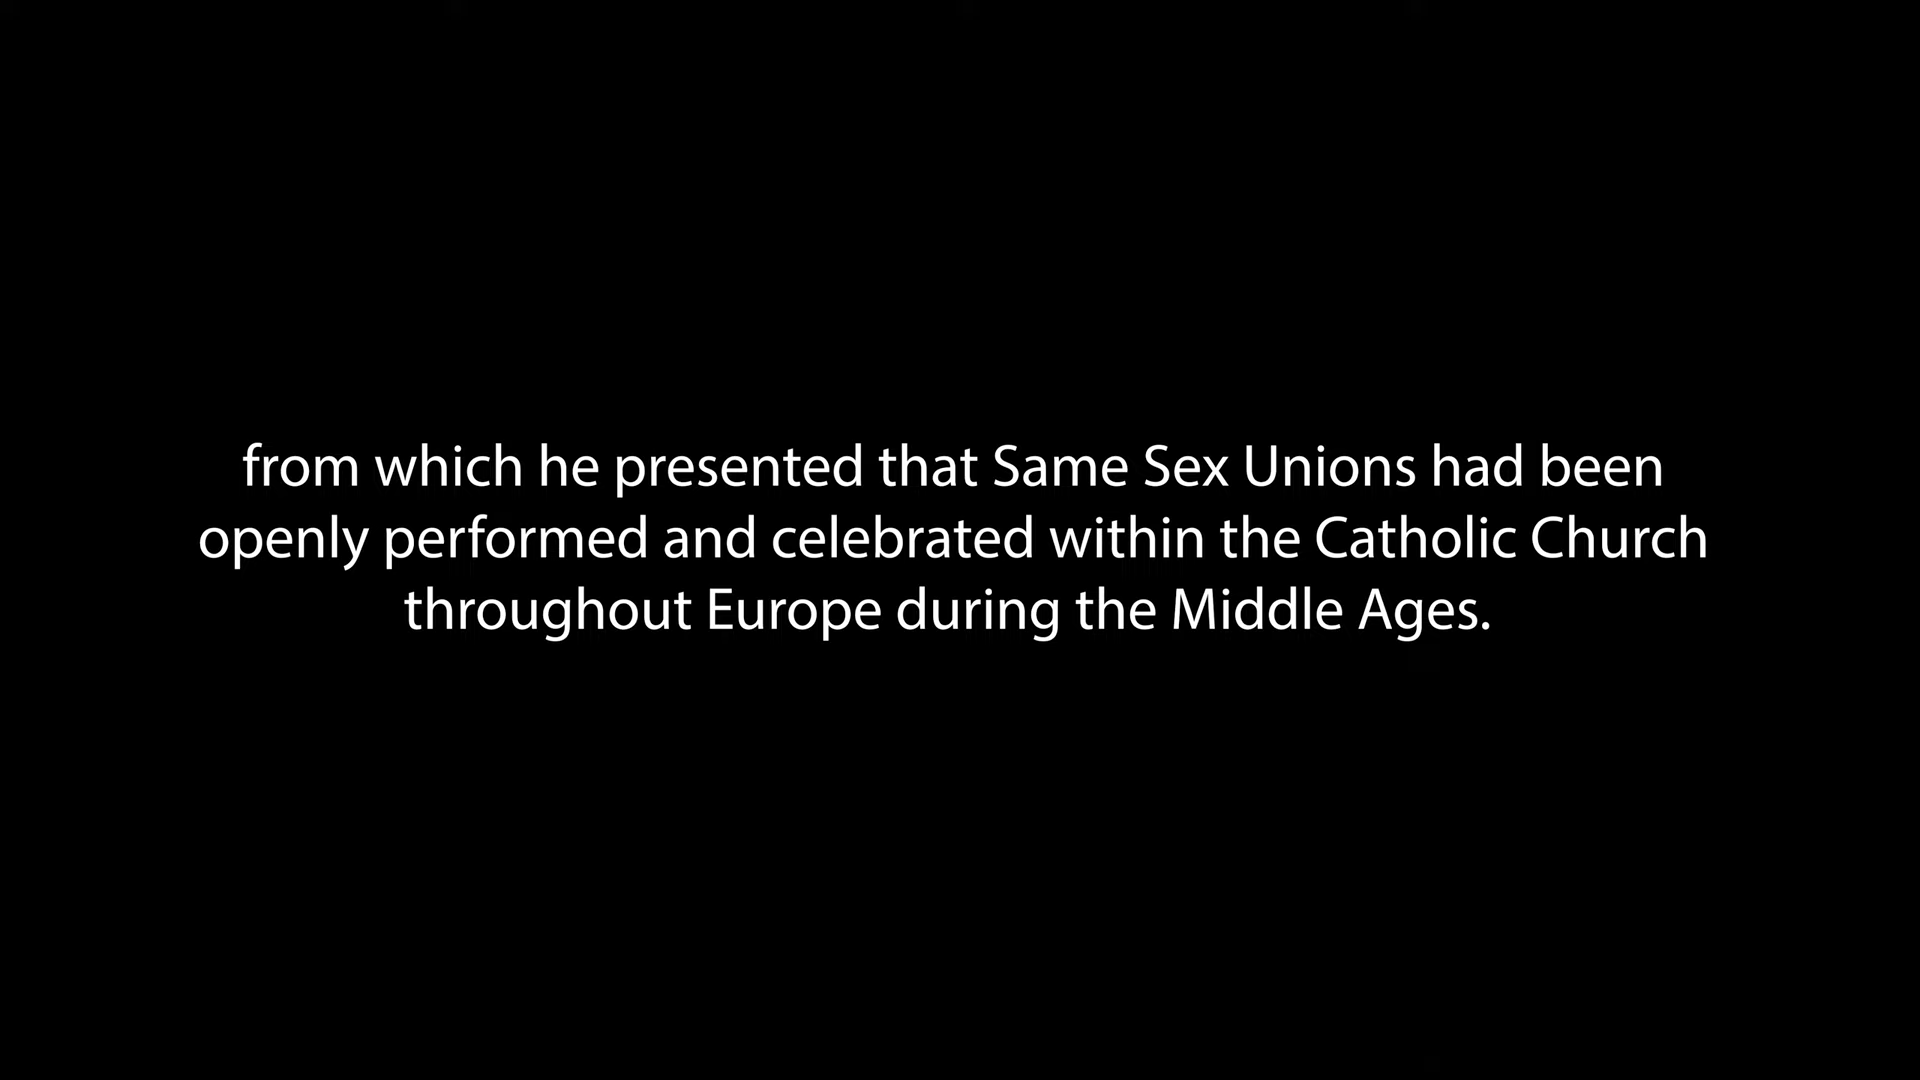 from which he presented that Same Sex Unions had been
openly performed and celebrated within the Catholic Church
throughout Europe during the Middle Ages.